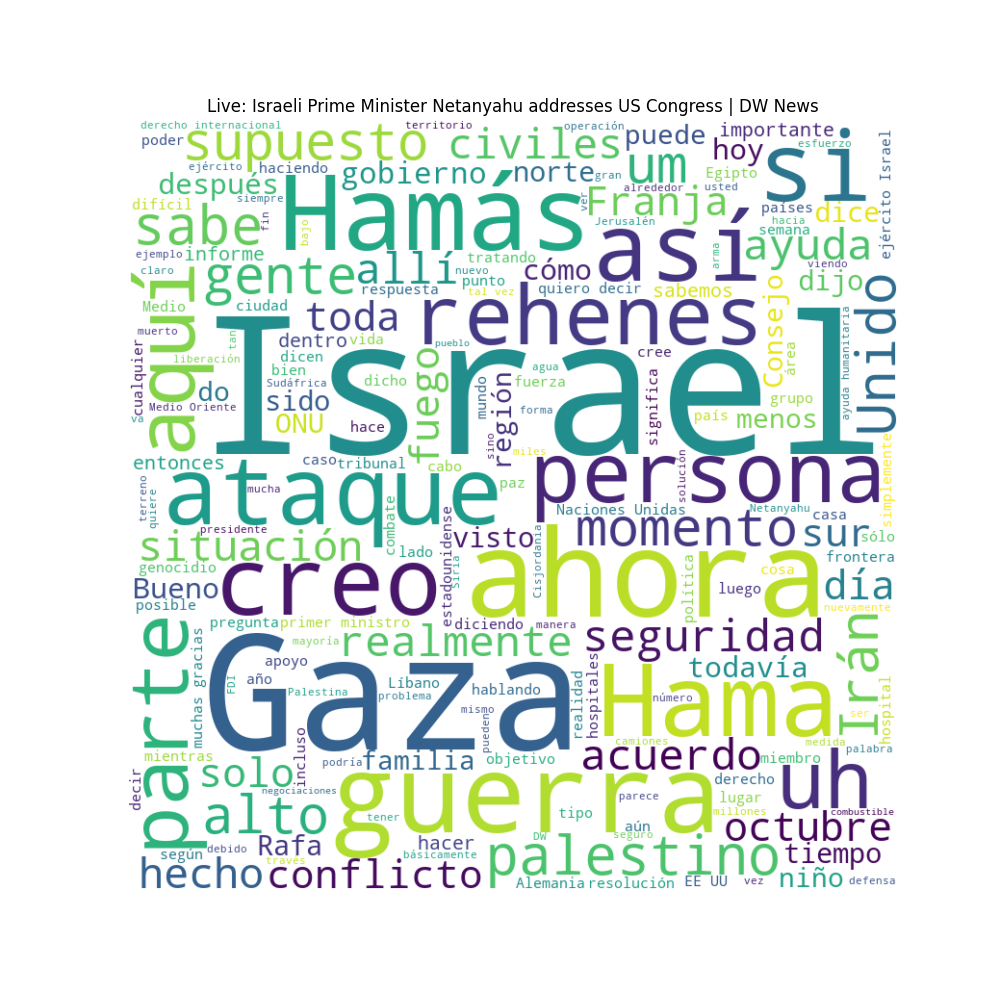 Live: Israeli Prime Minister Netanyahu addresses US Congress | DW News
derecho internacional
territorio
operación
poder
supuesto
civiles
puede
importante
esfuerzo
si
hoy
ejército
haciendo
gobierno
norte
gran
um
Egipto
después
siempre
alrededor
usted
Hamás
Franja
ver
difícil
fin
bajo
países
dice
ejército Israel
sabe
Jerusalén
hacia
así
semana
ejemplo
informe
tratando
arma
ayuda
viendo
claro
gente
allí
nuevo
punto
cómo
dijo
aquí
respuesta
tal vez
quiero decir
sabemos
Consejo
Unido
Medio
ciudad
toda
rehenes
muerto
tan
dentro
vida
pueblo
cree
área
ayuda humanitaria
cualquier
liberación
dicen
bien
agua
Israel
Sudáfrica
dicho
fuego
mundo
fuerza
significa
grupo
do
Medio Oriente
sido
forma
país
menos
va
ONU
hace
región
sino
miles
entonces
caso
tribunal
cabo
solución
simplemente
ataque
paz
persona
terreno
quiere
mucha
Naciones Unidas
Netanyahu
casa
presidente
combate
estadounidense
visto
momento
sur
sólo
situación
lado
Siria
Cisjordania
frontera
genocidio
cosa
Bueno
creo
ahora
política
luego
día
posible
nuevamente
parte
muchas gracias
pregunta
primer ministro
diciendo
manera
seguridad
mayoría
realmente
Irán
apoyo
todavía
año
Líbano
hablando
realidad
hospitales
hospital
FDI
Palestina
problema
número
Gaza
mismo
Hama
ser
pueden
camiones
medida
palabra
mientras
incluso
podría
familia
objetivo
acuerdo
miembro
decir
solo
negociaciones
guerra
derecho
uh
parece
lugar
alto
tener
tipo
millones
combustible
aún
octubre
según
debido
Rafa
hacer
DW
seguro
través
básicamente
palestino
tiempo
hecho
conflicto
Alemania
resolución
EE UU
vez
niño
defensa